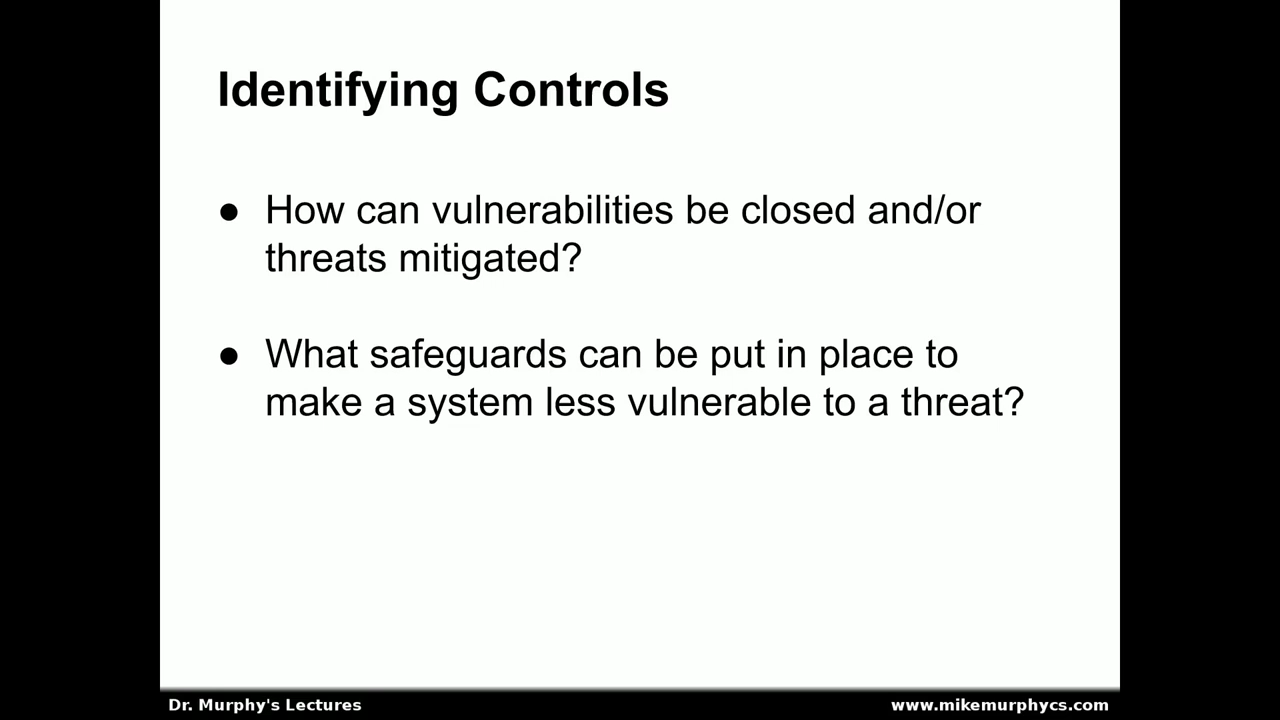 Identifying Controls
● How can vulnerabilities be closed and/or
threats mitigated?
● What safeguards can be put in place to
make a system less vulnerable to a threat?
Dr. Murphy's Lectures
www.mikemurphycs.com